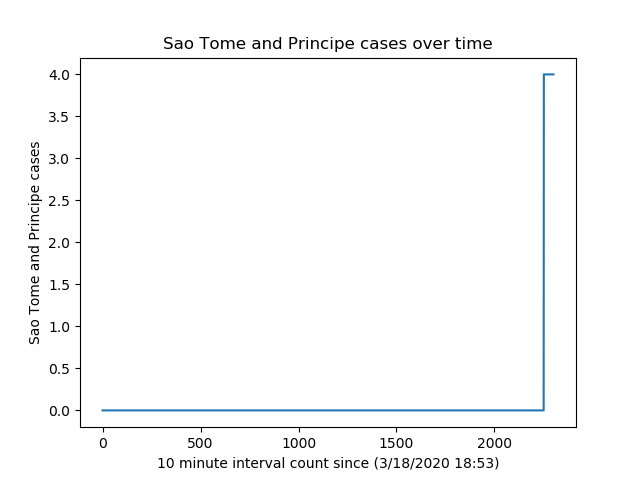 Sao Tome and Principe cases over time
Sao Tome and Principe cases
4.0
3.5
3.0
2.5
2.0
1.5
1.0
0.5
0.0
0 500 1000 1500 2000
10 minute interval count since (3/18/2020 18:53)